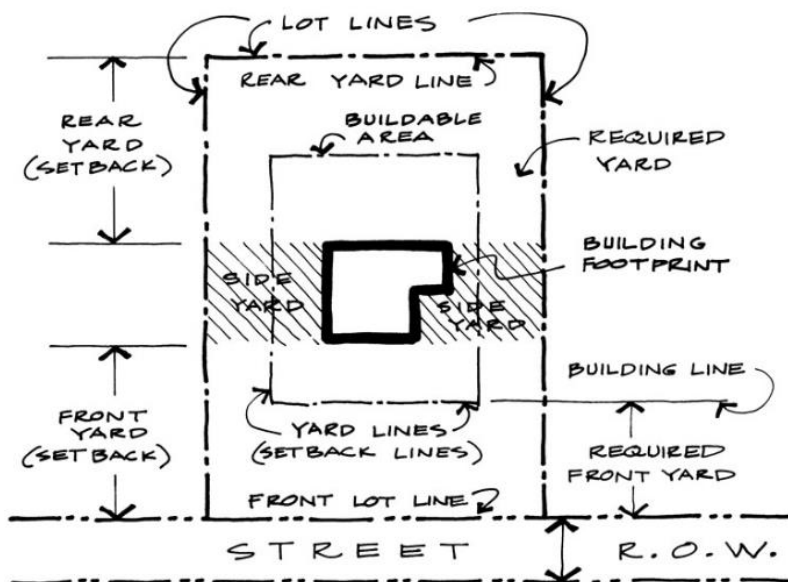 LOT LINES
REAR YARD LINE
REAR
YARD
(SETBACK)
BUILDABLE
AREA
REQUIRED
YARD
SIDE
YARD
BUILDING
FOOTPRINT
SIDE
YARD
BUILDING LINE
FRONT
YARD
(SETBACK)
YARD LINES
(SETBACK LINES)
REQUIRED
FRONT YARD
FRONT LOT LINE
STREET
R.O.W.